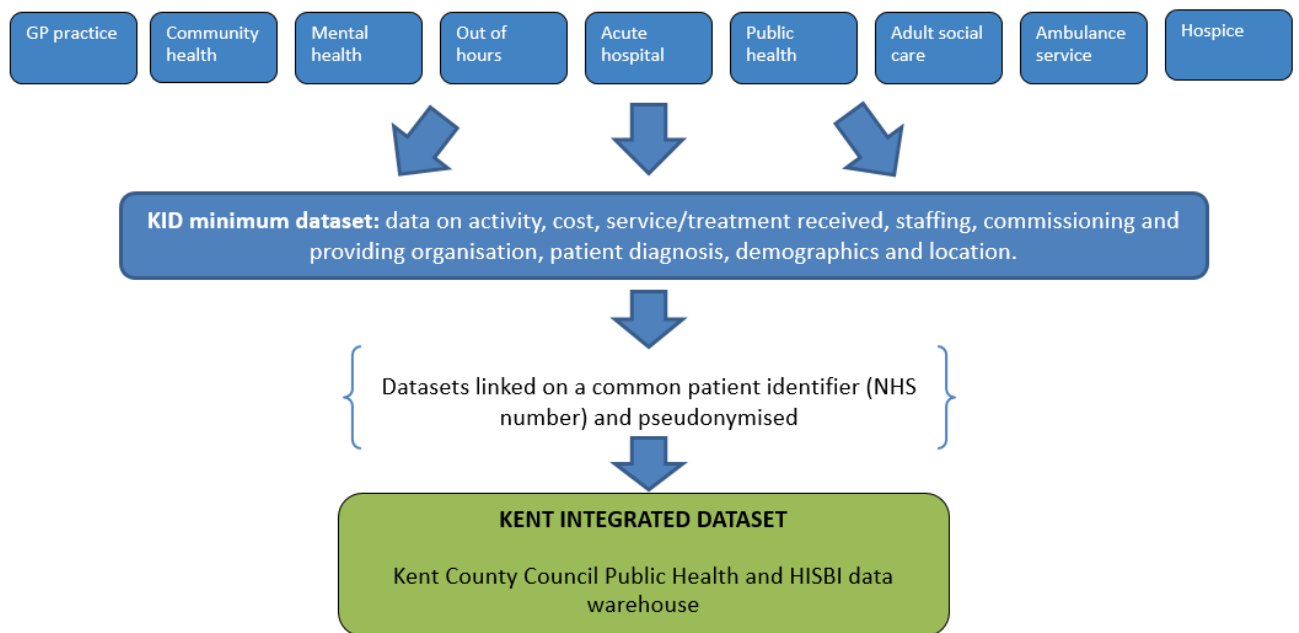 GP practice
Community
health
Mental
health
Out of
hours
Acute
hospital
Public
health
Adult social
care
Ambulance
service
Hospice
KID minimum dataset: data on activity, cost, service/treatment received, staffing, commissioning and
providing organisation, patient diagnosis, demographics and location.
Datasets linked on a common patient identifier (NHS
number) and pseudonymised
KENT INTEGRATED DATASET
Kent County Council Public Health and HISBI data
warehouse